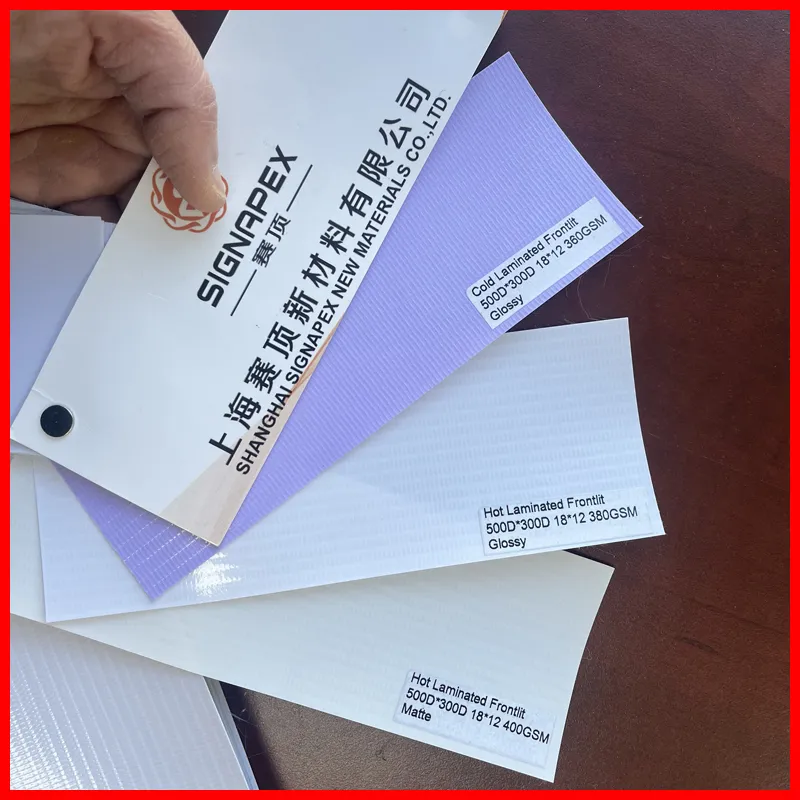 SIGNAPEX
赛顶
上海赛顶新材料有限公司
SHANGHAI SIGNAPEX NEW MATERIALS CO.,LTD.
Cold Laminated Frontlit
500D*300D 18*12 360GSM
Glossy
Hot Laminated Frontlit
500D*300D 18*12 380GSM
Glossy
Hot Laminated Frontlit
500D*300D 18*12 400GSM
Matte